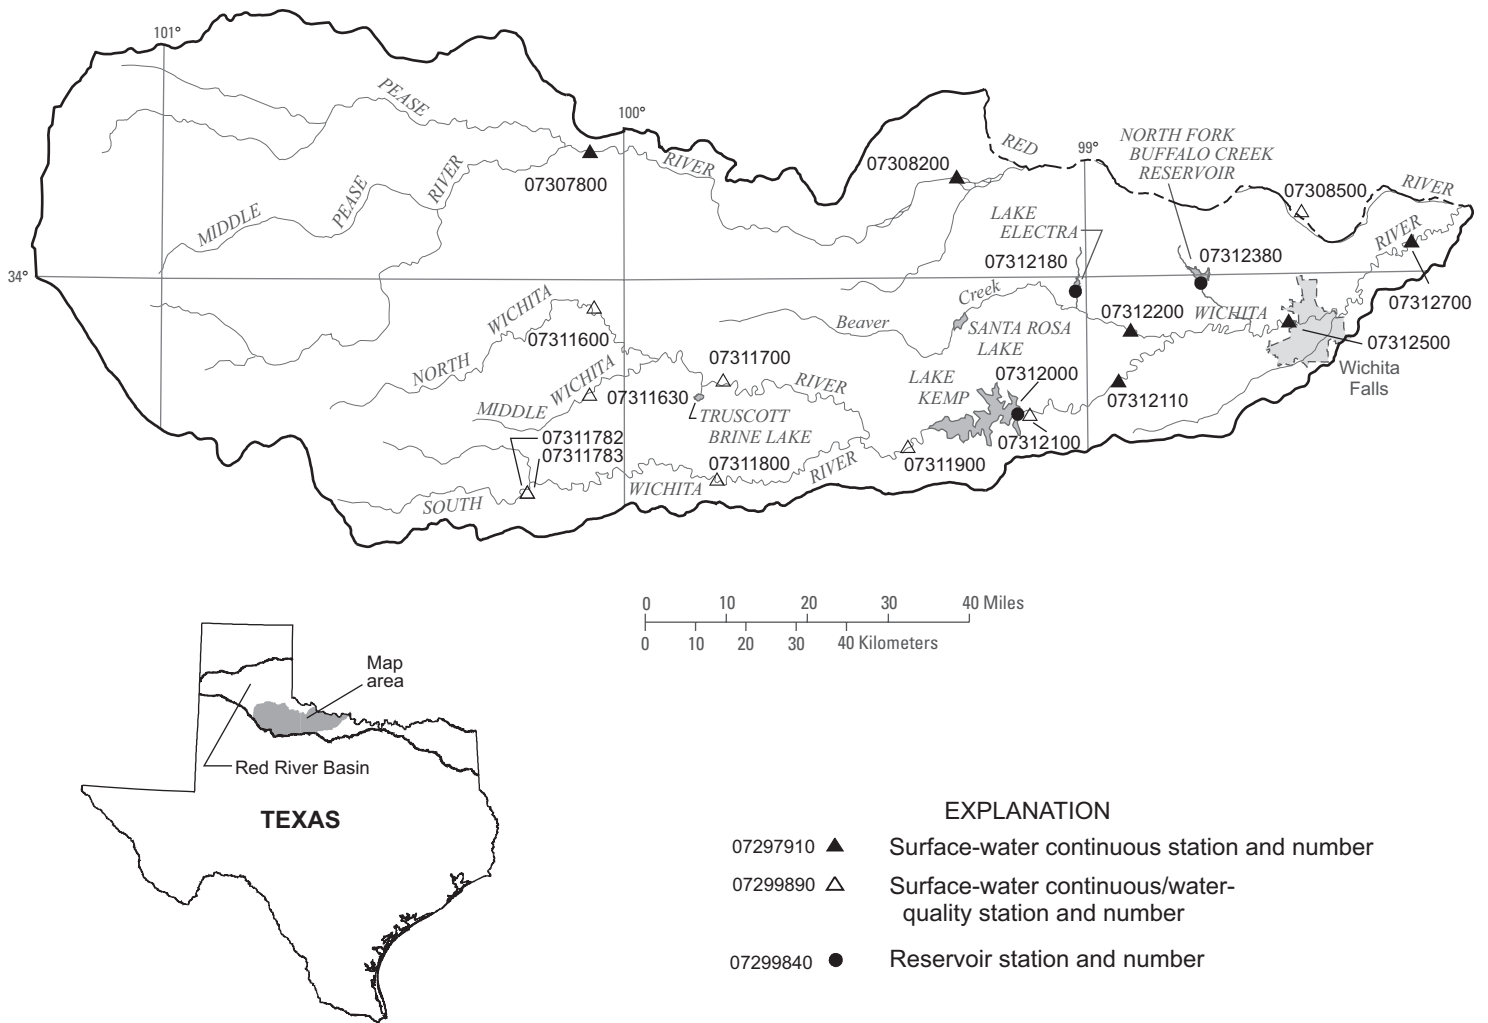 101°
PEASE
100°
RED
99°
NORTH FORK
BUFFALO CREEK
RESERVOIR
07308200
RIVER
07307800
RIVER
PEASE
MIDDLE
07308500
RIVER
RIVER
LAKE
ELECTRA
07312180
07312380
34°
Creek
WICHITA
07312700
07312200
WICHITA
Beaver
SANTA ROSA
LAKE
07311600
07312500
Wichita
Falls
NORTH
WICHITA
07311700
RIVER
LAKE
KEMP
07312000
07311630
07312110
MIDDLE
TRUSCOTT
BRINE LAKE
07311782
07311783
07312100
07311800
RIVER
07311900
WICHITA
SOUTH
0 10 20 30 40 Miles
0 10 20 30 40 Kilometers
Map
area
Red River Basin
TEXAS
EXPLANATION
07297910 Surface-water continuous station and number
07299890 Surface-water continuous/water-
quality station and number
07299840 Reservoir station and number